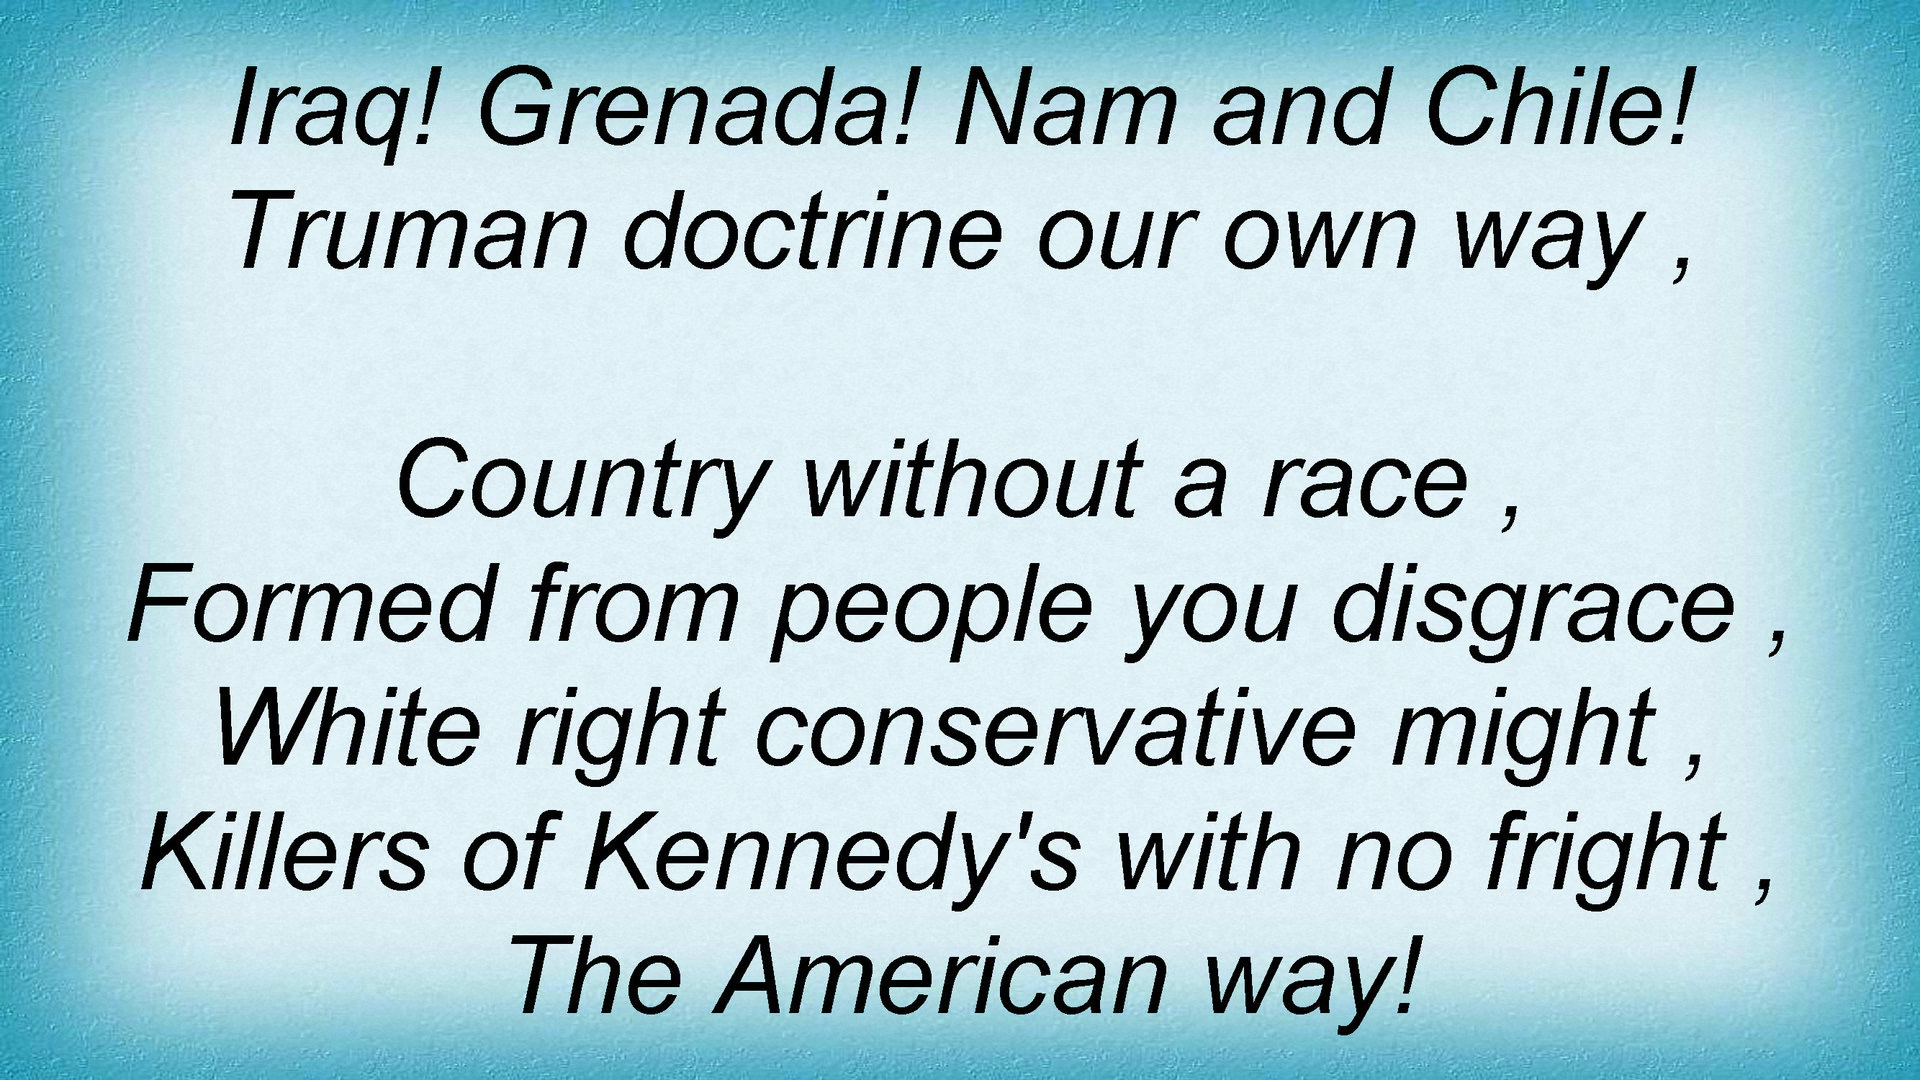 Iraq! Grenada! Nam and Chile!
Truman doctrine our own way ,
Country without a race ,
Formed from people you disgrace ,
White right conservative might ,
Killers of Kennedy's with no fright ,
The American way!